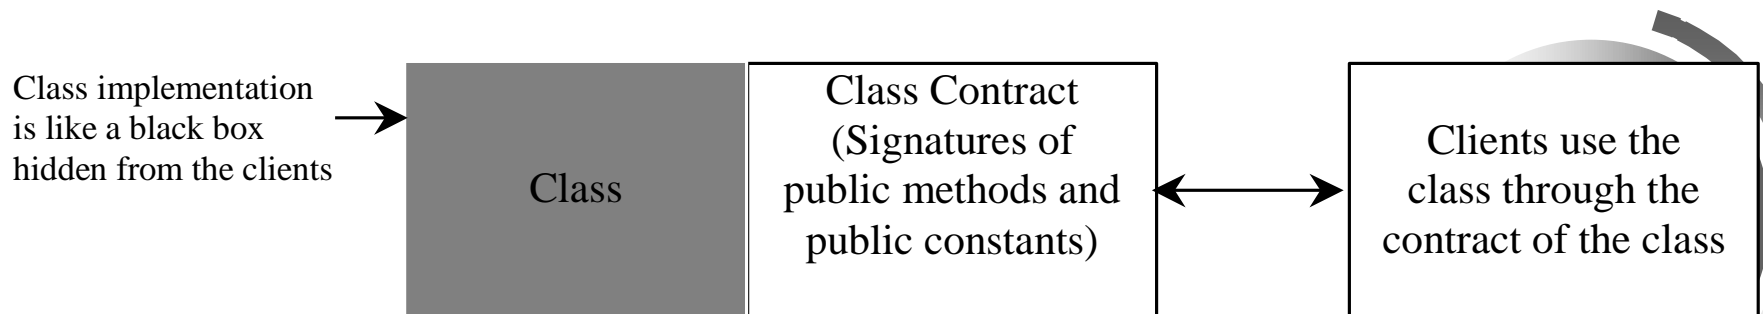 Class implementation
is like a black box
hidden from the clients
Class
Class Contract
(Signatures of
public methods and
public constants)
Clients use the
class through the
contract of the class